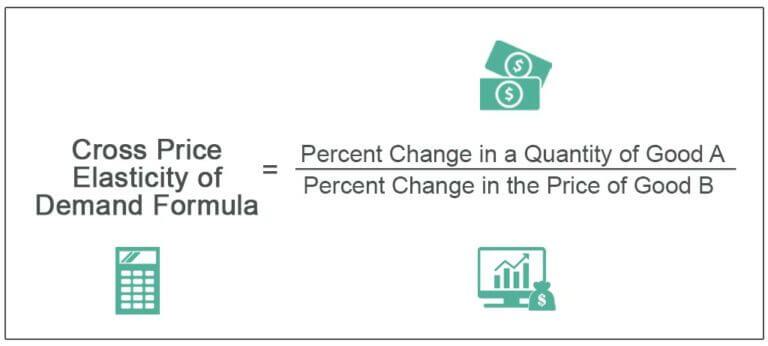 Cross Price
Elasticity of
Demand Formula
=
Percent Change in a Quantity of Good A
Percent Change in the Price of Good B
$
$
$